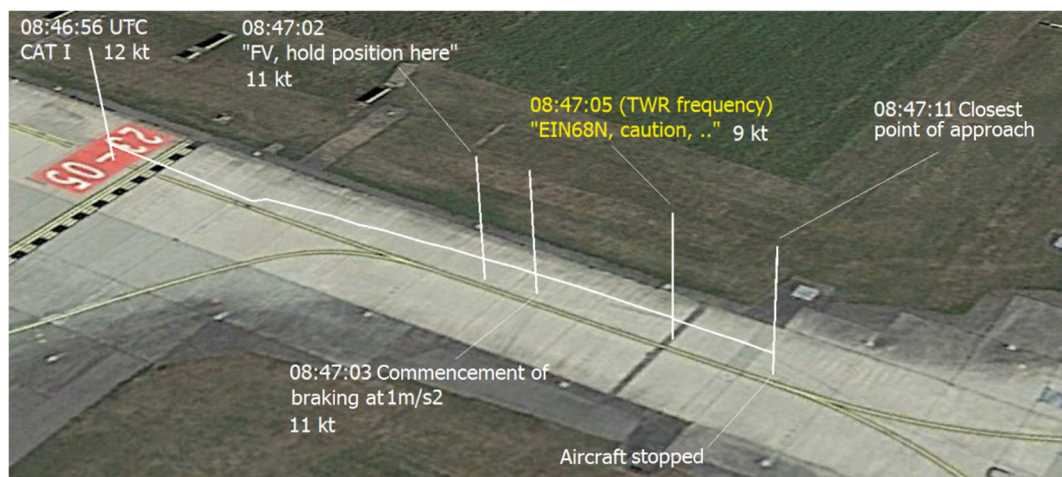 08:46:56 UTC
CAT I 12 kt
08:47:02
"FV, hold position here"
11 kt
08:47:05 (TWR frequency)
"EIN68N, caution, .." 9 kt
08:47:11 Closest
point of approach
23-05
08:47:03 Commencement of
braking at 1m/s2
11 kt
Aircraft stopped